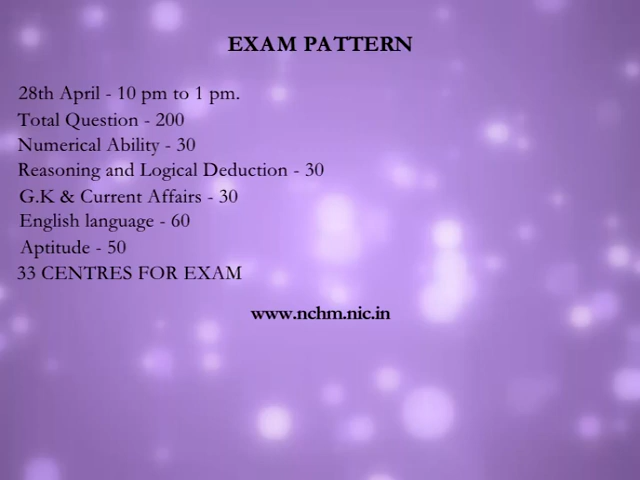 EXAM PATTERN
28th April - 10 pm to 1 pm.
Total Question - 200
Numerical Ability - 30
Reasoning and Logical Deduction - 30
G.K & Current Affairs - 30
English language - 60
Aptitude - 50
33 CENTRES FOR EXAM
www.nchm.nic.in